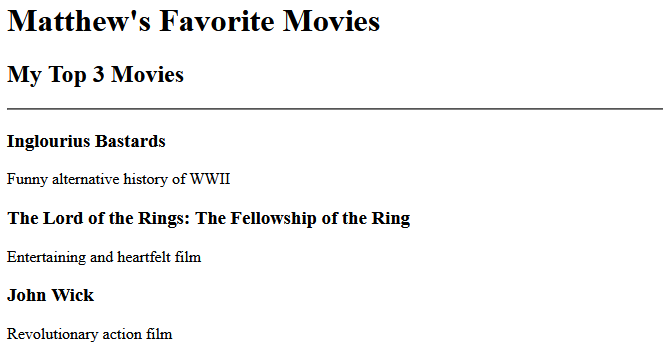 Matthew's Favorite Movies
My Top 3 Movies
Inglourius Bastards
Funny alternative history of WWII
The Lord of the Rings: The Fellowship of the Ring
Entertaining and heartfelt film
John Wick
Revolutionary action film